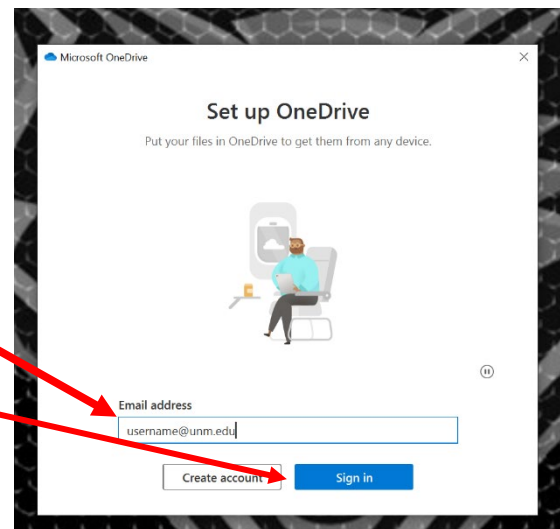 Microsoft OneDrive
Set up OneDrive
Put your files in OneDrive to get them from any device.
Email address
username@unm.edu
Create account
Sign in